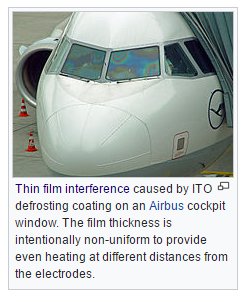 Thin film interference caused by ITO
defrosting coating on an Airbus cockpit
window. The film thickness is
intentionally non-uniform to provide
even heating at different distances from
the electrodes.